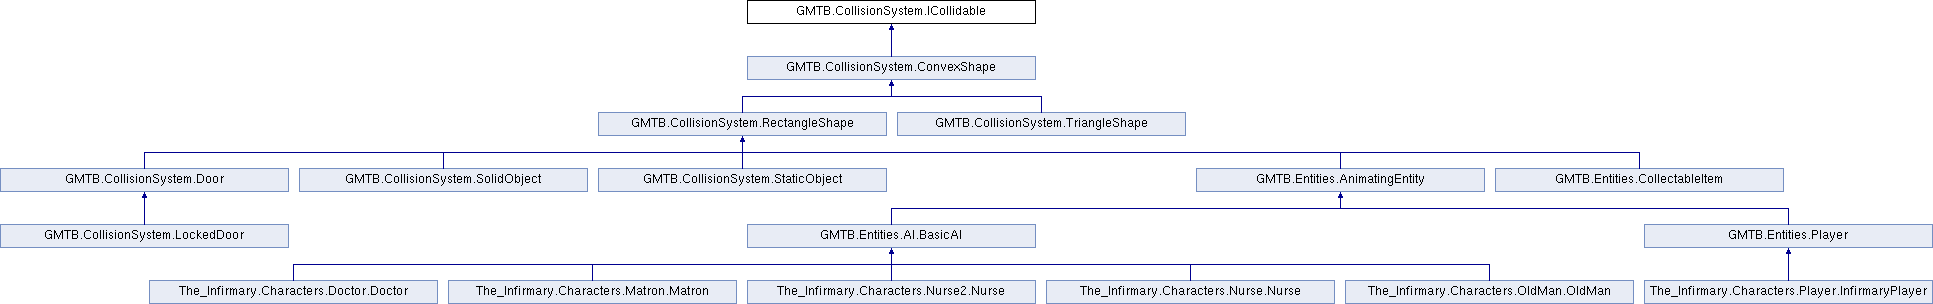 GMTB.CollisionSystem.ICollidable
GMTB.CollisionSystem.ConvexShape
GMTB.CollisionSystem.RectangleShape
GMTB.CollisionSystem.TriangleShape
GMTB.CollisionSystem.Door
GMTB.CollisionSystem.SolidObject
GMTB.CollisionSystem.StaticObject
GMTB.Entities.AnimatingEntity
GMTB.Entities.CollectableItem
GMTB.CollisionSystem.LockedDoor
GMTB.Entities.AI.BasicAI
GMTB.Entities.Player
The_Infirmary.Characters.Doctor.Doctor
The_Infirmary.Characters.Matron.Matron
The_Infirmary.Characters.Nurse2.Nurse
The_Infirmary.Characters.Nurse.Nurse
The_Infirmary.Characters.OldMan.OldMan
The_Infirmary.Characters.Player.InfirmaryPlayer